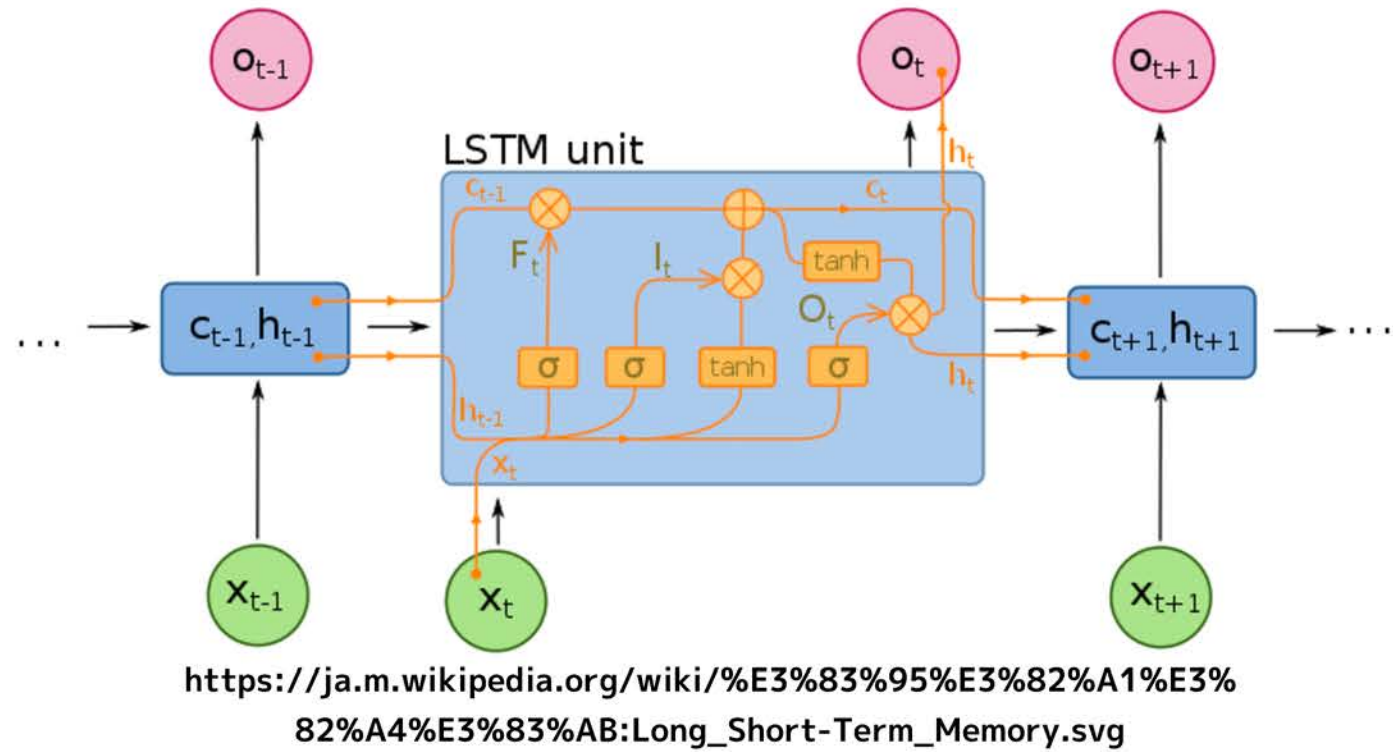 o_{t-1}
o_t
o_{t+1}
LSTM unit
h_t
c_{t-1}
c_t
F_t
I_t
tanh
O_t
...
c_{t-1},h_{t-1}
c_{t+1},h_{t+1}
...
σ
σ
tanh
σ
h_t
h_{t-1}
x_t
x_{t-1}
x_t
x_{t+1}
https://ja.m.wikipedia.org/wiki/%E3%83%95%E3%82%A1%E3%
82%A4%E3%83%AB:Long_Short-Term_Memory.svg